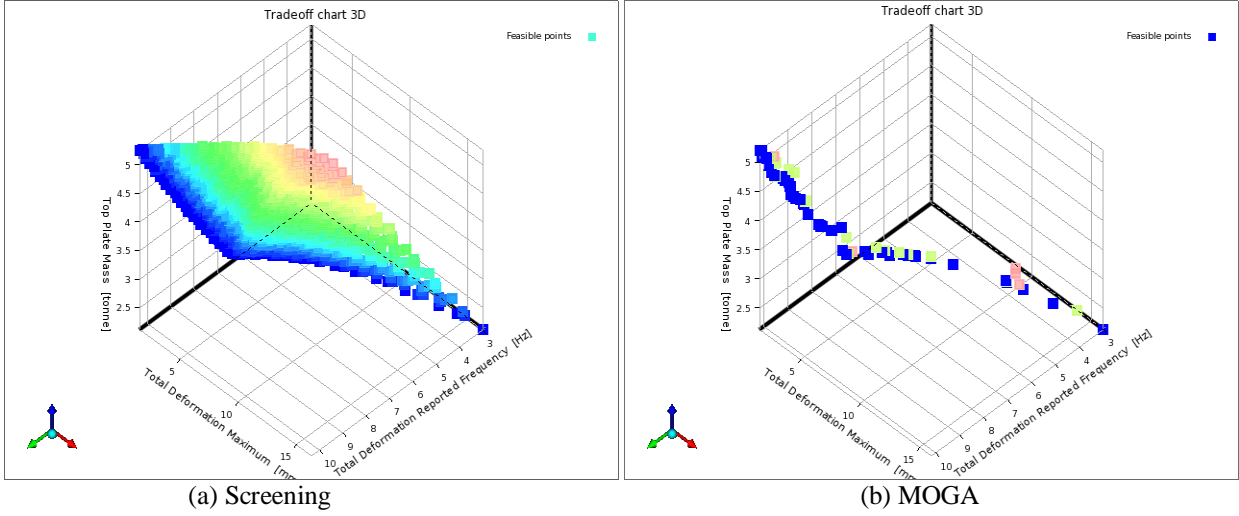 Tradeoff chart 3D
Feasible points
Top Plate Mass [tonne]
5
4.5
4
3.5
3
2.5
5
10
15
Total Deformation Maximum [mm
10
9
8
7
6
5
4
3
Total Deformation Reported Frequency [Hz]
(a) Screening
Tradeoff chart 3D
Feasible points
Top Plate Mass [tonne]
5
4.5
4
3.5
3
2.5
5
10
15
Total Deformation Maximum [mm
10
9
8
7
6
5
4
3
Total Deformation Reported Frequency [Hz]
(b) MOGA